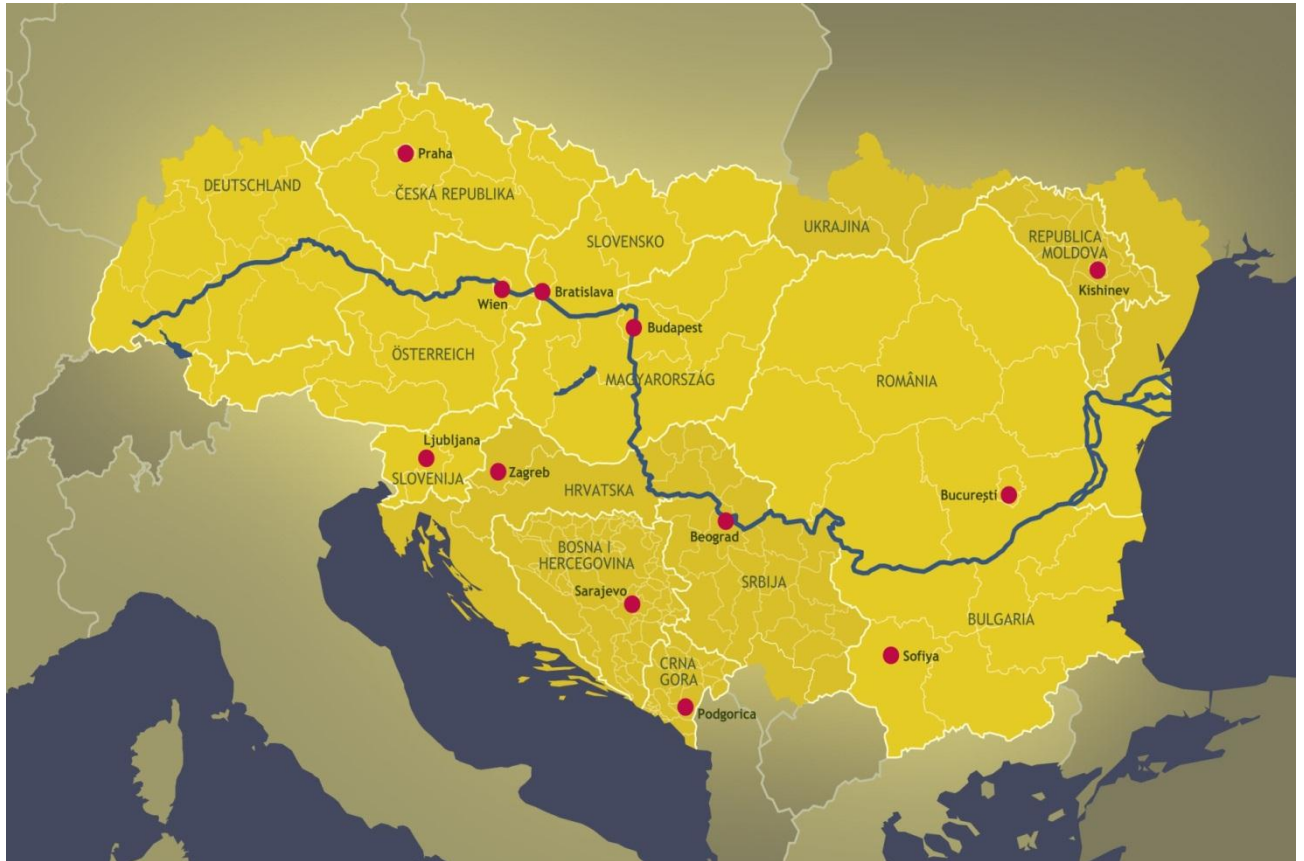 Praha
DEUTSCHLAND
ČESKÁ REPUBLIKA
SLOVENSKO
UKRAJINA
REPUBLICA
MOLDOVA
Kishinev
Wien
Bratislava
Budapest
ÖSTERREICH
MAGYARORSZÁG
ROMÂNIA
Ljubljana
SLOVENIJA
Zagreb
HRVATSKA
București
Beograd
BOSNA I
HERCEGOVINA
Sarajevo
SRBIJA
BULGARIA
Sofiya
CRNA
GORA
Podgorica